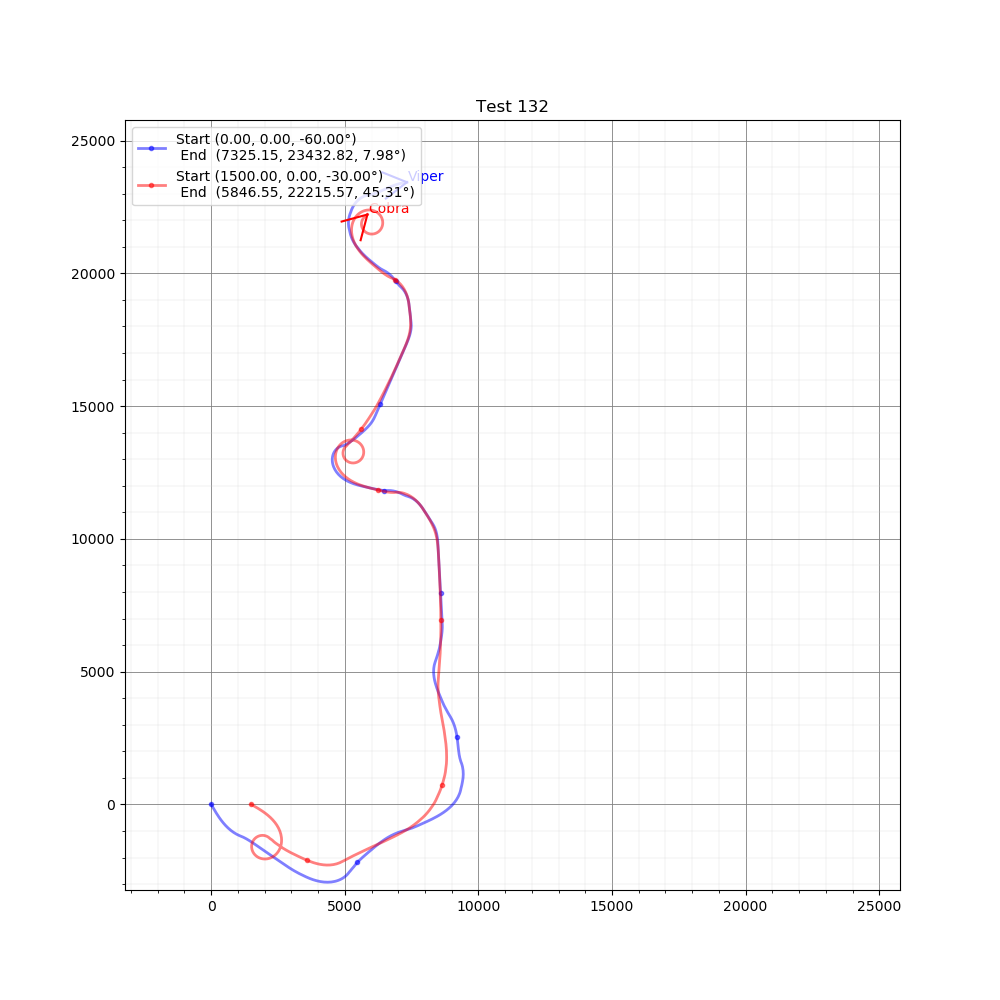 Test 132
25000
20000
15000
10000
5000
0
Start (0.00, 0.00, -60.00°)
End (7325.15, 23432.82, 7.98°)
Start (1500.00, 0.00, -30.00°)
End (5846.55, 22215.57, 45.31°)
Viper
Cobra
0
5000
10000
15000
20000
25000